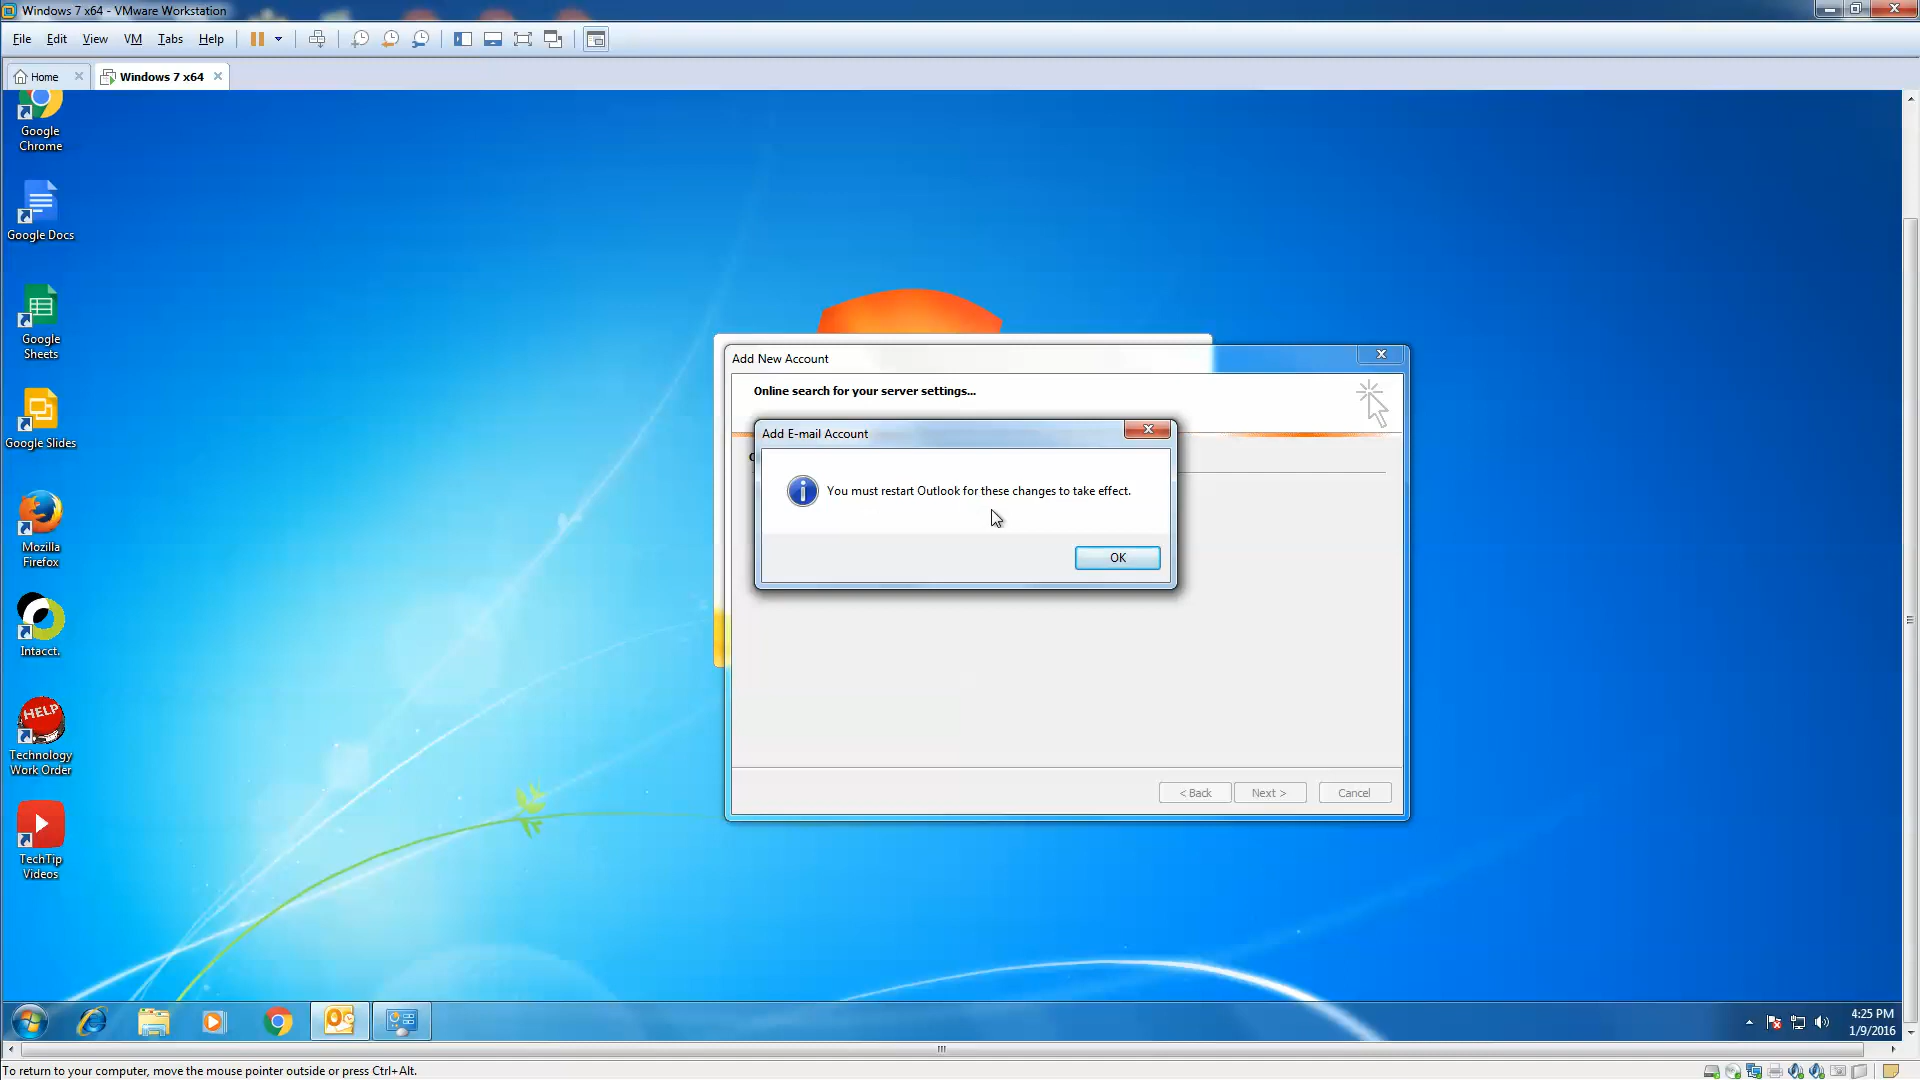 Windows 7 x64 - VMware Workstation
File Edit View VM Tabs Help
Home
Windows 7 x64
Google
Chrome
Google Docs
Google
Sheets
Google Slides
Mozilla
Firefox
Intacct.
HELP
Technology
Work Order
TechTip
Videos
Add New Account
Online search for your server settings...
Add E-mail Account
You must restart Outlook for these changes to take effect.
OK
< Back
Next >
Cancel
4:25 PM
1/9/2016
To return to your computer, move the mouse pointer outside or press Ctrl+Alt.